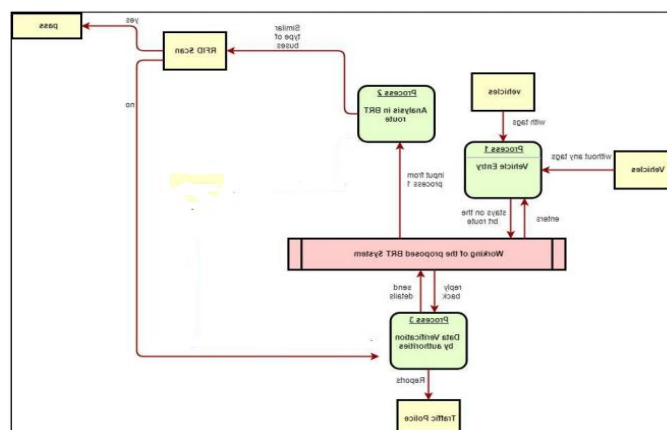 pass
yes
RFID Scan
Similar
type of
buses
no
Process 2
Analysis in BRT
route
vehicles
with tags
Process 1
Vehicle Entry
without any tags
Vehicles
input from
process 1
stays on the
brt route
enters
Working of the proposed BRT System
send
details
reply
back
Process 3
Data Verification
by authorities
Reports
Traffic Police